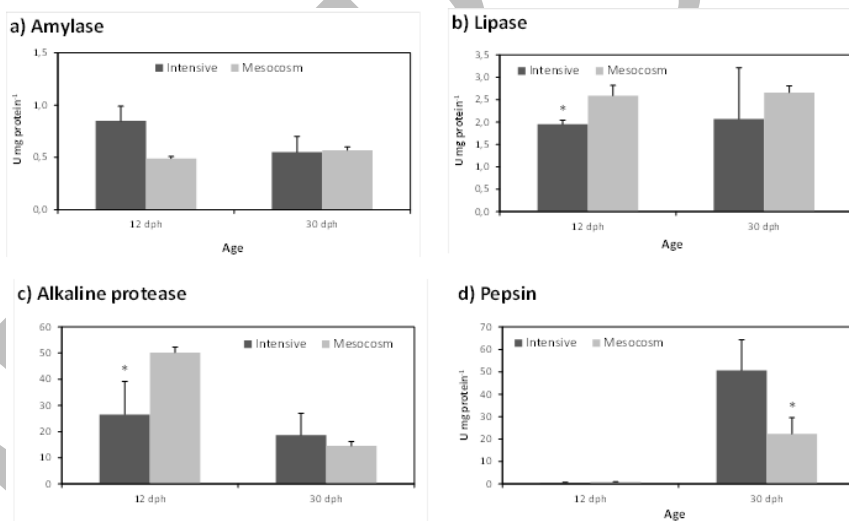 a) Amylase
1,5
1,0
0,5
0,0
U mg protein⁻¹
Intensive Mesocosm
12 dph 30 dph
Age
b) Lipase
3,5
3,0
2,5
2,0
1,5
1,0
0,5
0,0
U mg protein⁻¹
Intensive Mesocosm
*
12 dph 30 dph
Age
c) Alkaline protease
60
50
40
30
20
10
0
Intensive Mesocosm
*
12 dph 30 dph
d) Pepsin
70
60
50
40
30
20
10
0
U mg protein⁻¹
Intensive Mesocosm
*
12 dph 30 dph
Age